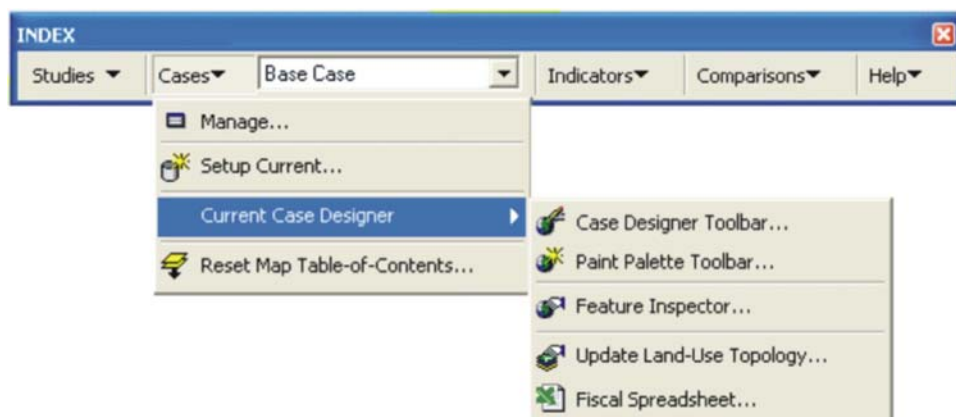 INDEX
Studies Cases Base Case Indicators Comparisons Help
Manage...
Setup Current...
Current Case Designer
Reset Map Table-of-Contents...
Case Designer Toolbar...
Paint Palette Toolbar...
Feature Inspector...
Update Land-Use Topology...
Fiscal Spreadsheet...